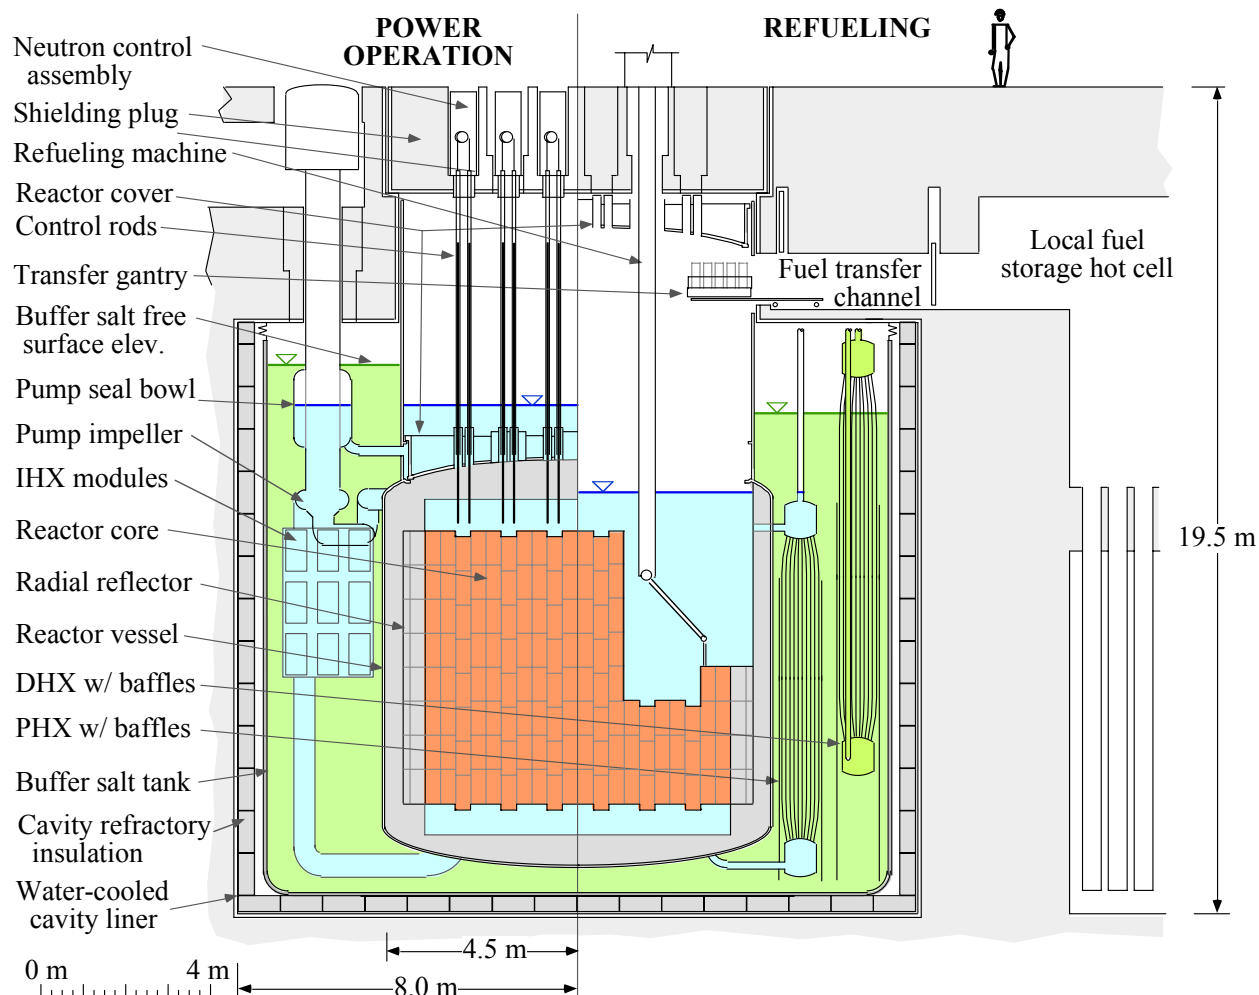 POWER
OPERATION
REFUELING
Neutron control
assembly
Shielding plug
Refueling machine
Reactor cover
Control rods
Transfer gantry
Buffer salt free
surface elev.
Pump seal bowl
Pump impeller
IHX modules
Reactor core
Radial reflector
Reactor vessel
DHX w/ baffles
PHX w/ baffles
Buffer salt tank
Cavity refractory
insulation
Water-cooled
cavity liner
Fuel transfer
channel
Local fuel
storage hot cell
19.5 m
4.5 m
8.0 m
0 m
4 m